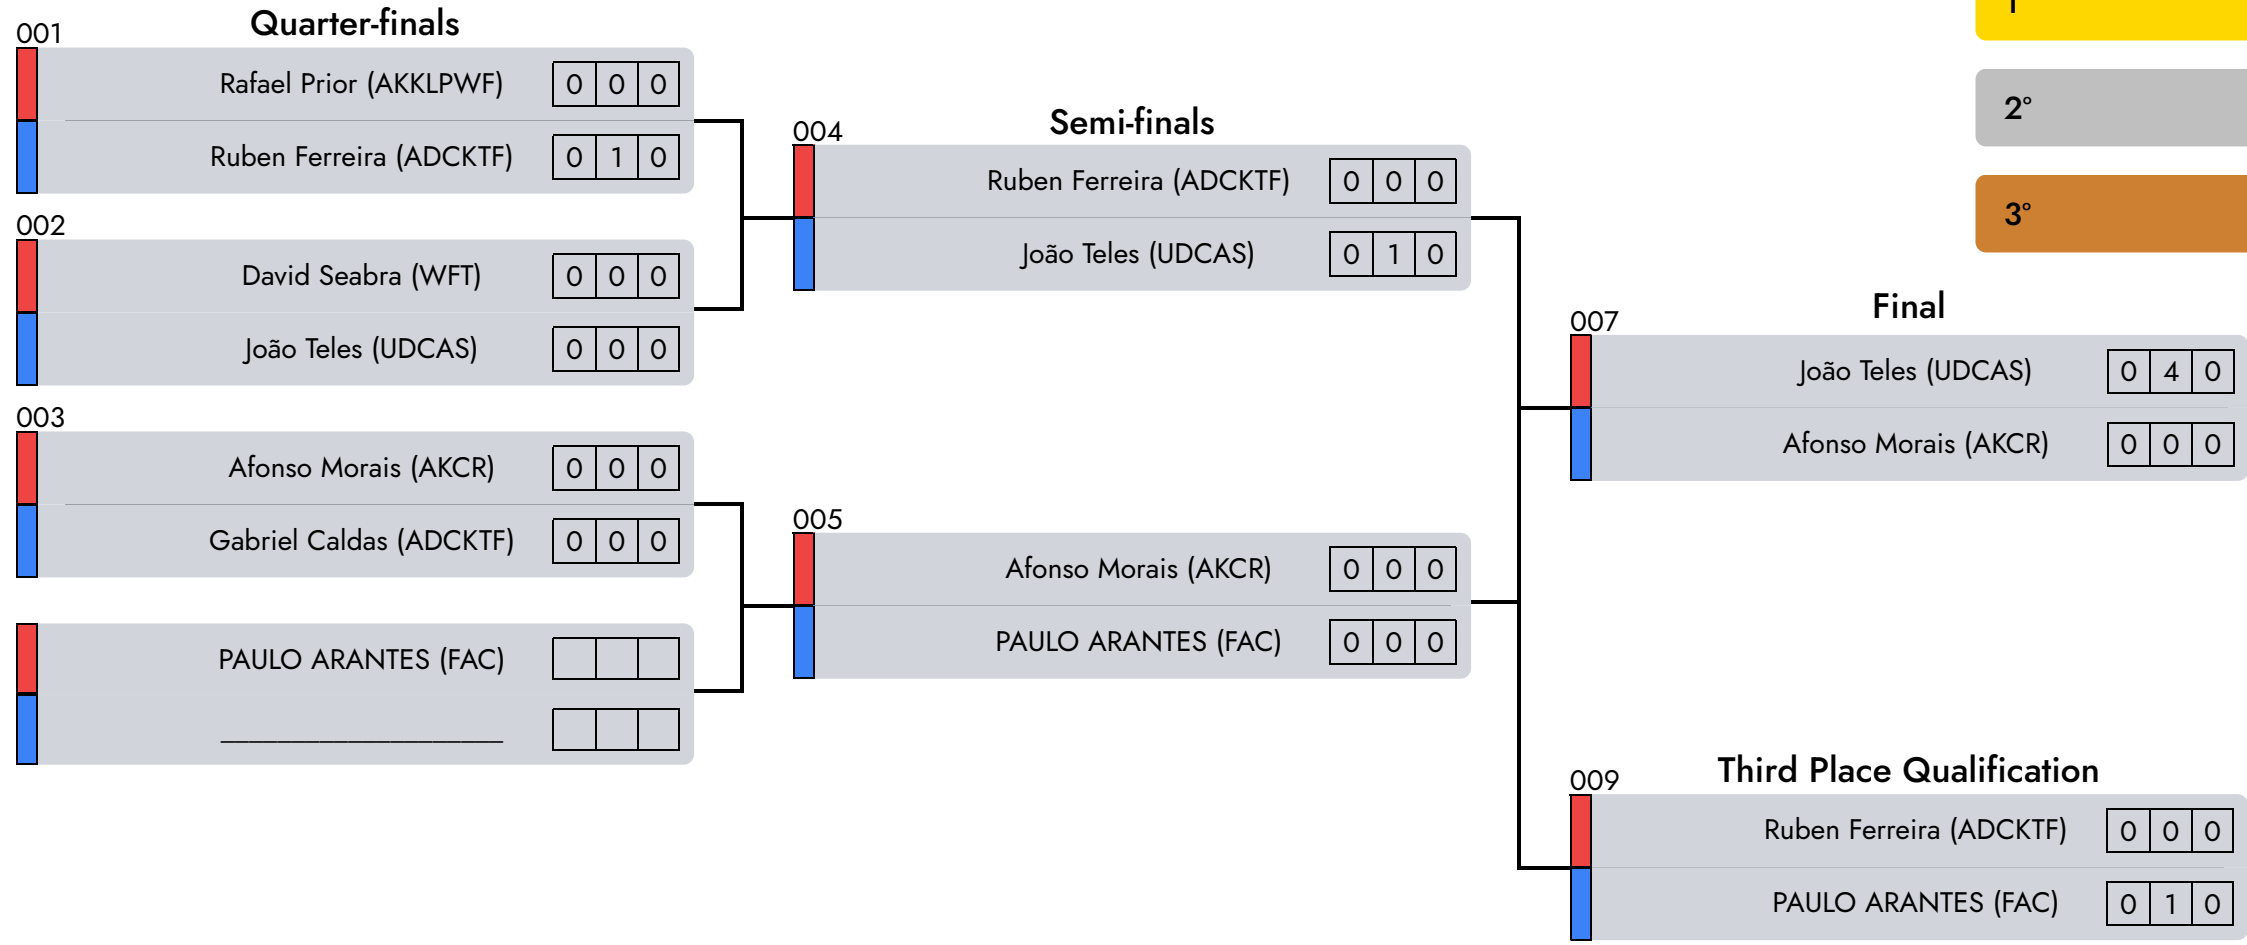 Quarter-finals
001
Rafael Prior (AKKLPWF) 0 0 0
Ruben Ferreira (ADCKTF) 0 1 0
002
David Seabra (WFT) 0 0 0
João Teles (UDCAS) 0 0 0
003
Afonso Morais (AKCR) 0 0 0
Gabriel Caldas (ADCKTF) 0 0 0
PAULO ARANTES (FAC)
____________________
Semi-finals
004
Ruben Ferreira (ADCKTF) 0 0 0
João Teles (UDCAS) 0 1 0
005
Afonso Morais (AKCR) 0 0 0
PAULO ARANTES (FAC) 0 0 0
2°
3°
Final
007
João Teles (UDCAS) 0 4 0
Afonso Morais (AKCR) 0 0 0
Third Place Qualification
009
Ruben Ferreira (ADCKTF) 0 0 0
PAULO ARANTES (FAC) 0 1 0